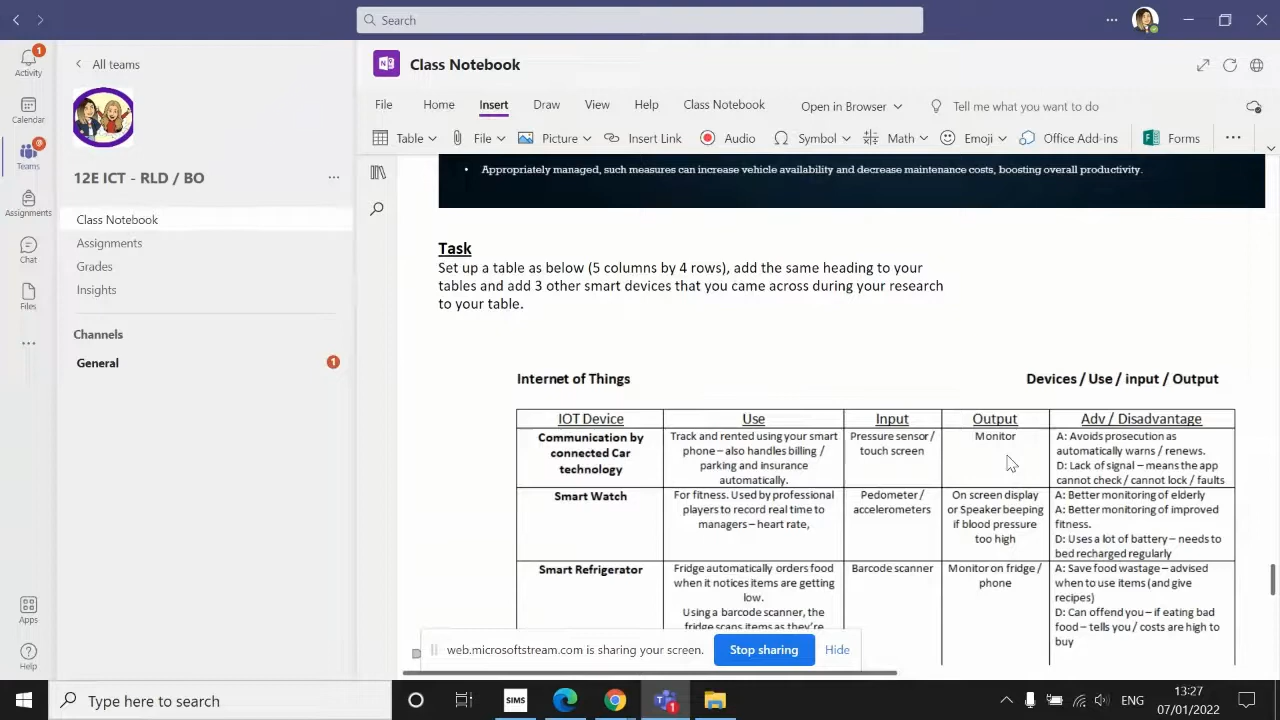 Search
Activity
1
Calendar
Teams
Assignments
Chat
Files
Apps
Help
All teams
12E ICT - RLD / BO
Class Notebook
Assignments
Grades
Insights
Channels
General
1
Class Notebook
File Home Insert Draw View Help Class Notebook Open in Browser Tell me what you want to do
Table File Picture Insert Link Audio Symbol Math Emoji Office Add-ins Forms
• Appropriately managed, such measures can increase vehicle availability and decrease maintenance costs, boosting overall productivity.
Task
Set up a table as below (5 columns by 4 rows), add the same heading to your
tables and add 3 other smart devices that you came across during your research
to your table.
Internet of Things
Devices / Use / input / Output
IOT Device Use Input Output Adv / Disadvantage
Communication by
connected Car
technology
Track and rented using your smart
phone – also handles billing /
parking and insurance
automatically.
Pressure sensor /
touch screen
Monitor
A: Avoids prosecution as
automatically warns / renews.
D: Lack of signal – means the app
cannot check / cannot lock / faults
Smart Watch
For fitness. Used by professional
players to record real time to
managers – heart rate,
Pedometer /
accelerometers
On screen display
or Speaker beeping
if blood pressure
too high
A: Better monitoring of elderly
A: Better monitoring of improved
fitness.
D: Uses a lot of battery – needs to
bed recharged regularly
Smart Refrigerator
Fridge automatically orders food
when it notices items are getting
low.
Using a barcode scanner, the
fridge scans items as they're
Barcode scanner
Monitor on fridge /
phone
A: Save food wastage – advised
when to use items (and give
recipes)
D: Can offend you – if eating bad
food – tells you / costs are high to
buy
web.microsoftstream.com is sharing your screen. Stop sharing Hide
Type here to search
SIMS
1
ENG
13:27
07/01/2022